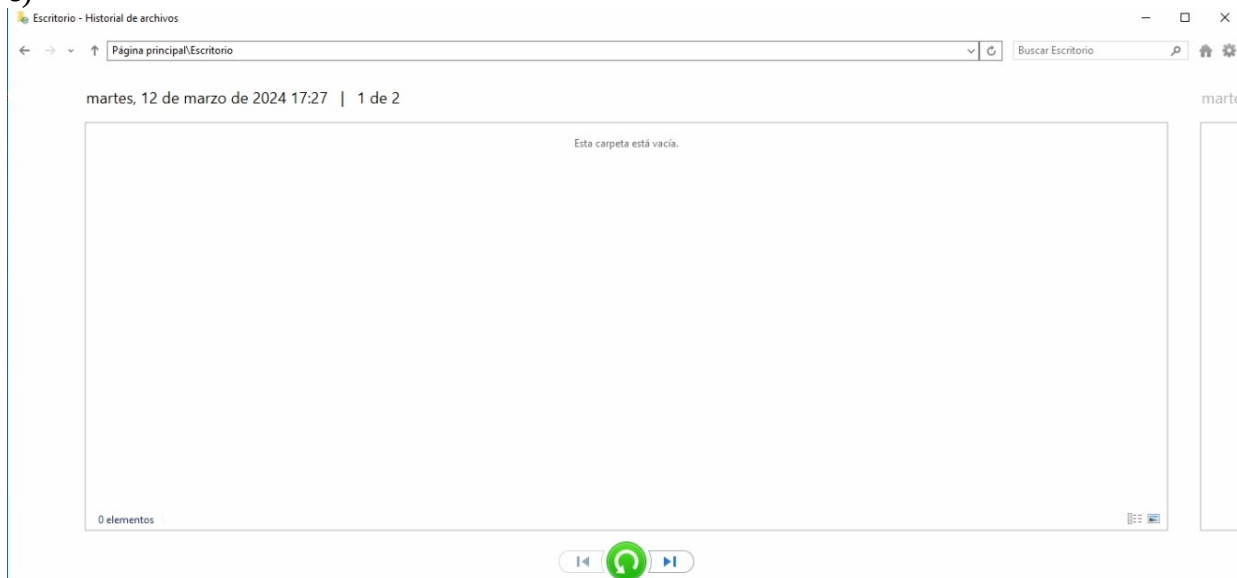 Escritorio - Historial de archivos
Página principal\Escritorio
Buscar Escritorio
martes, 12 de marzo de 2024 17:27 | 1 de 2
marte
Esta carpeta está vacía.
0 elementos